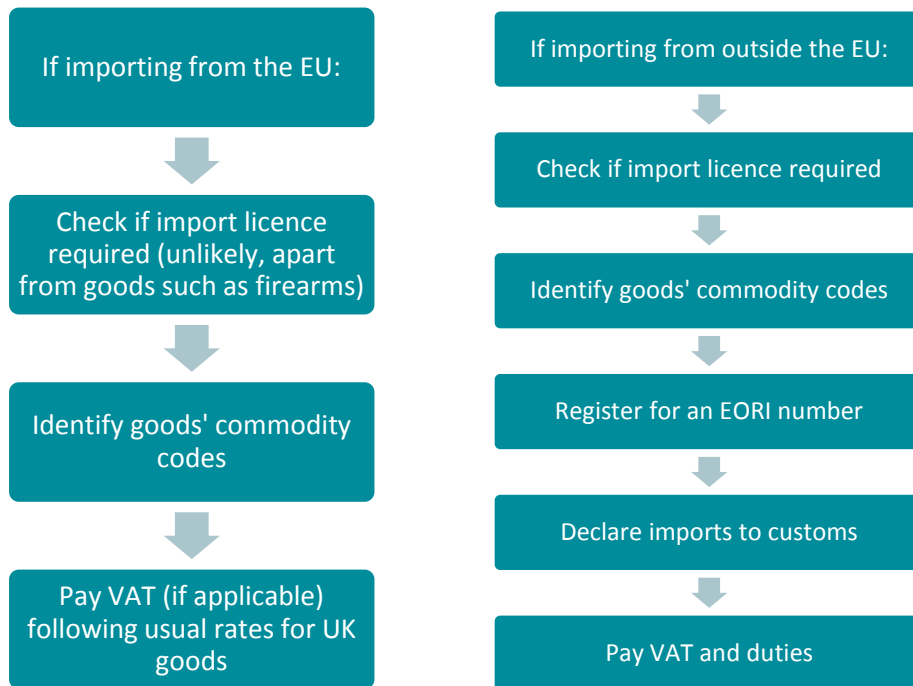 If importing from the EU:
Check if import licence
required (unlikely, apart
from goods such as firearms)
Identify goods' commodity
codes
Pay VAT (if applicable)
following usual rates for UK
goods
If importing from outside the EU:
Check if import licence required
Identify goods' commodity codes
Register for an EORI number
Declare imports to customs
Pay VAT and duties